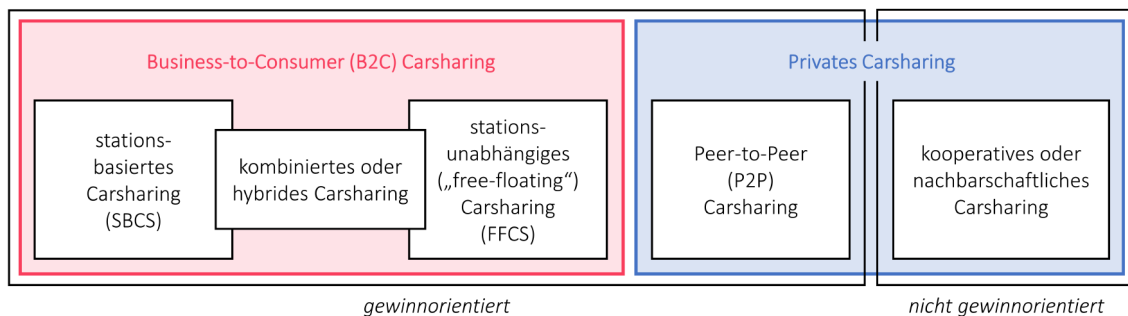 Business-to-Consumer (B2C) Carsharing
stations-
basiertes
Carsharing
(SBCS)
kombiniertes oder
hybrides Carsharing
stations-
unabhängiges
(„free-floating“)
Carsharing
(FFCS)
Privates Carsharing
Peer-to-Peer
(P2P)
Carsharing
kooperatives oder
nachbarschaftliches
Carsharing
gewinnorientiert
nicht gewinnorientiert